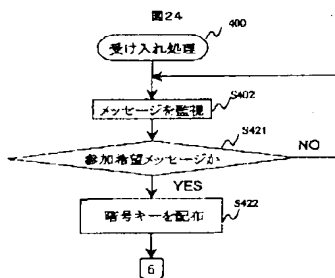 図24
400
受け入れ処理
S402
メッセージを監視
S421
参加希望メッセージか
NO
YES
S422
暗号キーを配布
6